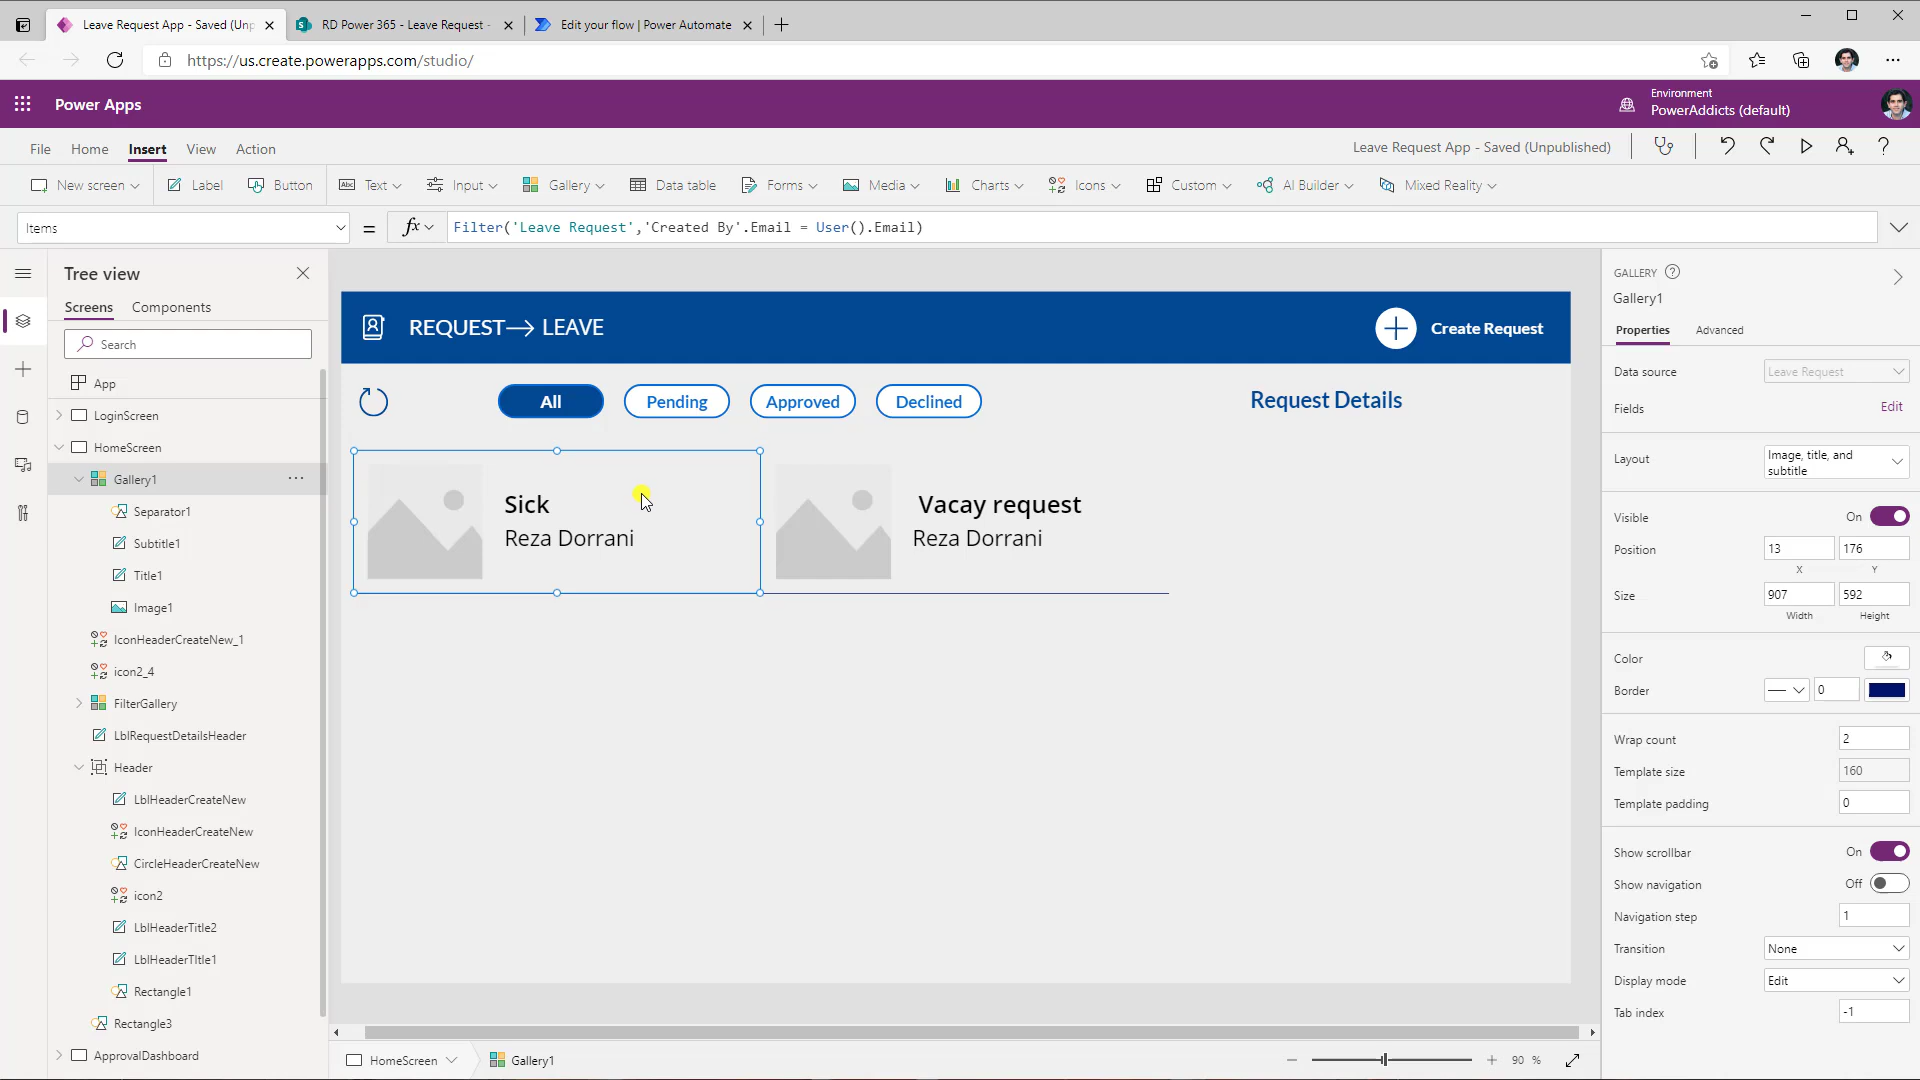 Leave Request App - Saved (Unp
RD Power 365 - Leave Request -
Edit your flow | Power Automate
https://us.create.powerapps.com/studio/
Power Apps
Environment
PowerAddicts (default)
File
Home
Insert
View
Action
Leave Request App - Saved (Unpublished)
New screen
Label
Button
Text
Input
Gallery
Data table
Forms
Media
Charts
Icons
Custom
AI Builder
Mixed Reality
Items
=
fx
Filter('Leave Request','Created By'.Email = User().Email)
Tree view
Screens
Components
Search
App
LoginScreen
HomeScreen
Gallery1
Separator1
Subtitle1
Title1
Image1
IconHeaderCreateNew_1
icon2_4
FilterGallery
LblRequestDetailsHeader
Header
LblHeaderCreateNew
IconHeaderCreateNew
CircleHeaderCreateNew
icon2
LblHeaderTitle2
LblHeaderTItle1
Rectangle1
Rectangle3
ApprovalDashboard
REQUEST
LEAVE
Create Request
All
Pending
Approved
Declined
Request Details
Sick
Reza Dorrani
Vacay request
Reza Dorrani
HomeScreen
Gallery1
90 %
GALLERY
Gallery1
Properties
Advanced
Data source
Leave Request
Fields
Edit
Layout
Image, title, and
subtitle
Visible
On
Position
13
176
X
Y
Size
907
592
Width
Height
Color
Border
0
Wrap count
2
Template size
160
Template padding
0
Show scrollbar
On
Show navigation
Off
Navigation step
1
Transition
None
Display mode
Edit
Tab index
-1